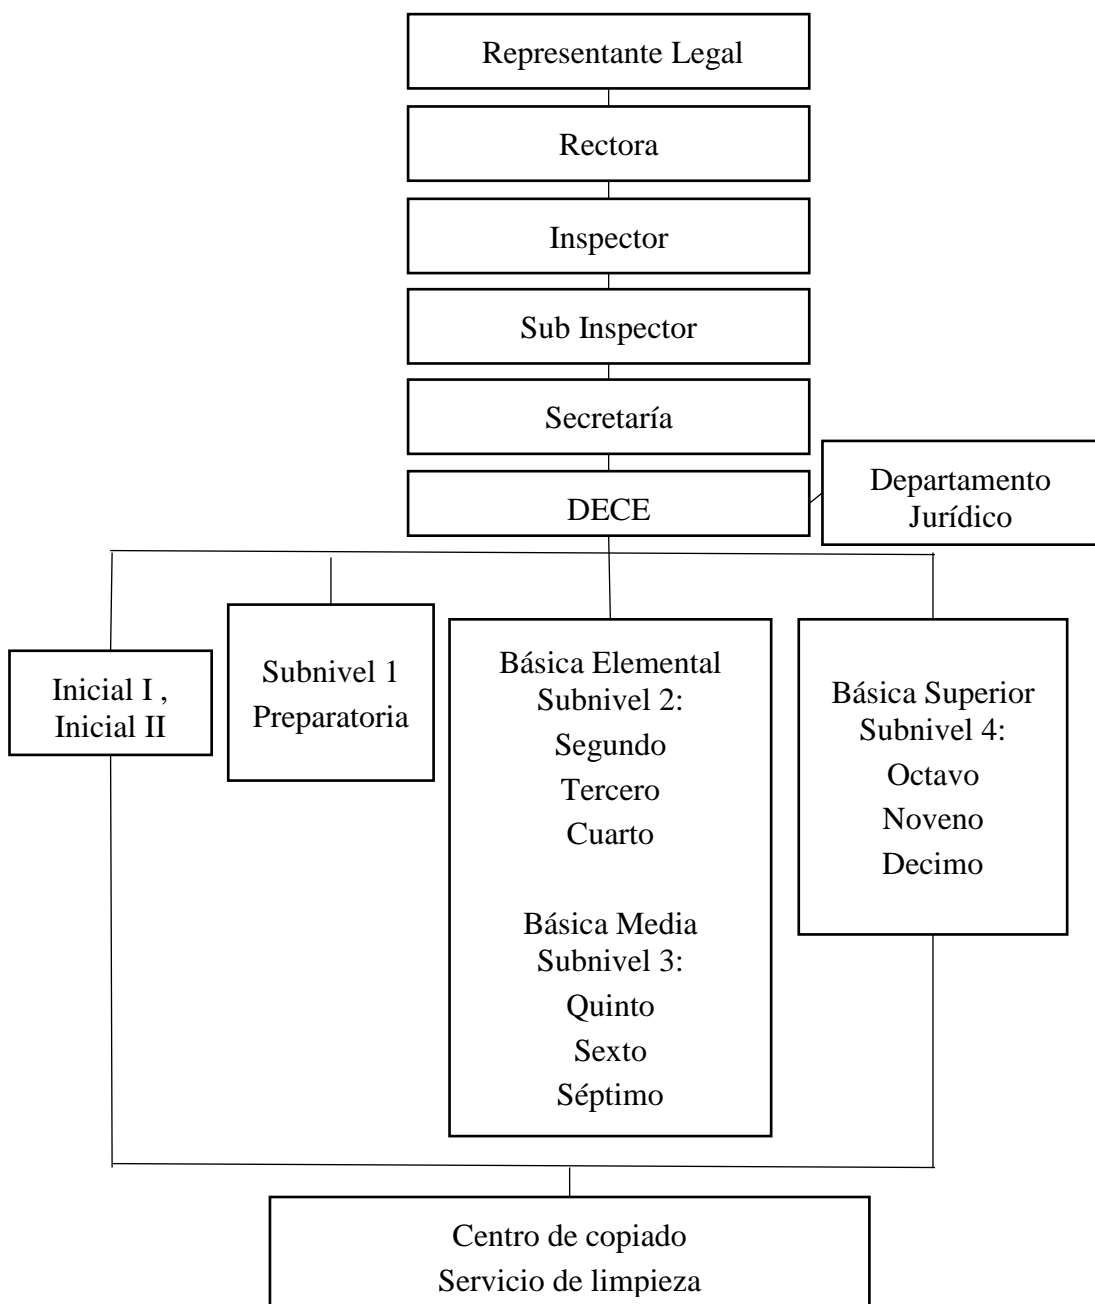 Representante Legal
Rectora
Inspector
Sub Inspector
Secretaría
DECE
Departamento
Jurídico
Inicial I ,
Inicial II
Subnivel 1
Preparatoria
Básica Elemental
Subnivel 2:
Segundo
Tercero
Cuarto
Básica Media
Subnivel 3:
Quinto
Sexto
Séptimo
Básica Superior
Subnivel 4:
Octavo
Noveno
Decimo
Centro de copiado
Servicio de limpieza